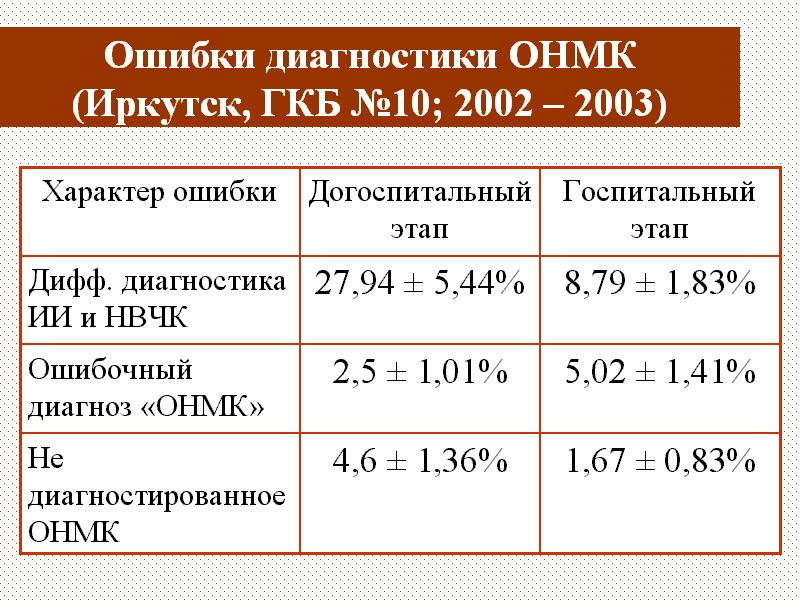 Ошибки диагностики ОНМК
(Иркутск, ГКБ №10; 2002 – 2003)
Характер ошибки
Догоспитальный
этап
Госпитальный
этап
Дифф. диагностика
ИИ и НВЧК
27,94 ± 5,44%
8,79 ± 1,83%
Ошибочный
диагноз «ОНМК»
2,5 ± 1,01%
5,02 ± 1,41%
Не
диагностированное
ОНМК
4,6 ± 1,36%
1,67 ± 0,83%